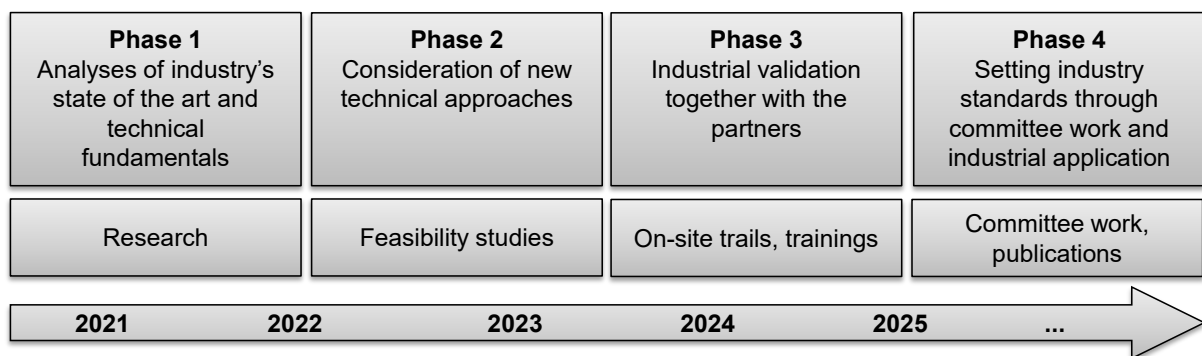 Phase 1
Analyses of industry's
state of the art and
technical
fundamentals
Phase 2
Consideration of new
technical approaches
Phase 3
Industrial validation
together with the
partners
Phase 4
Setting industry
standards through
committee work and
industrial application
Research
Feasibility studies
On-site trails, trainings
Committee work,
publications
2021 2022 2023 2024 2025 ...